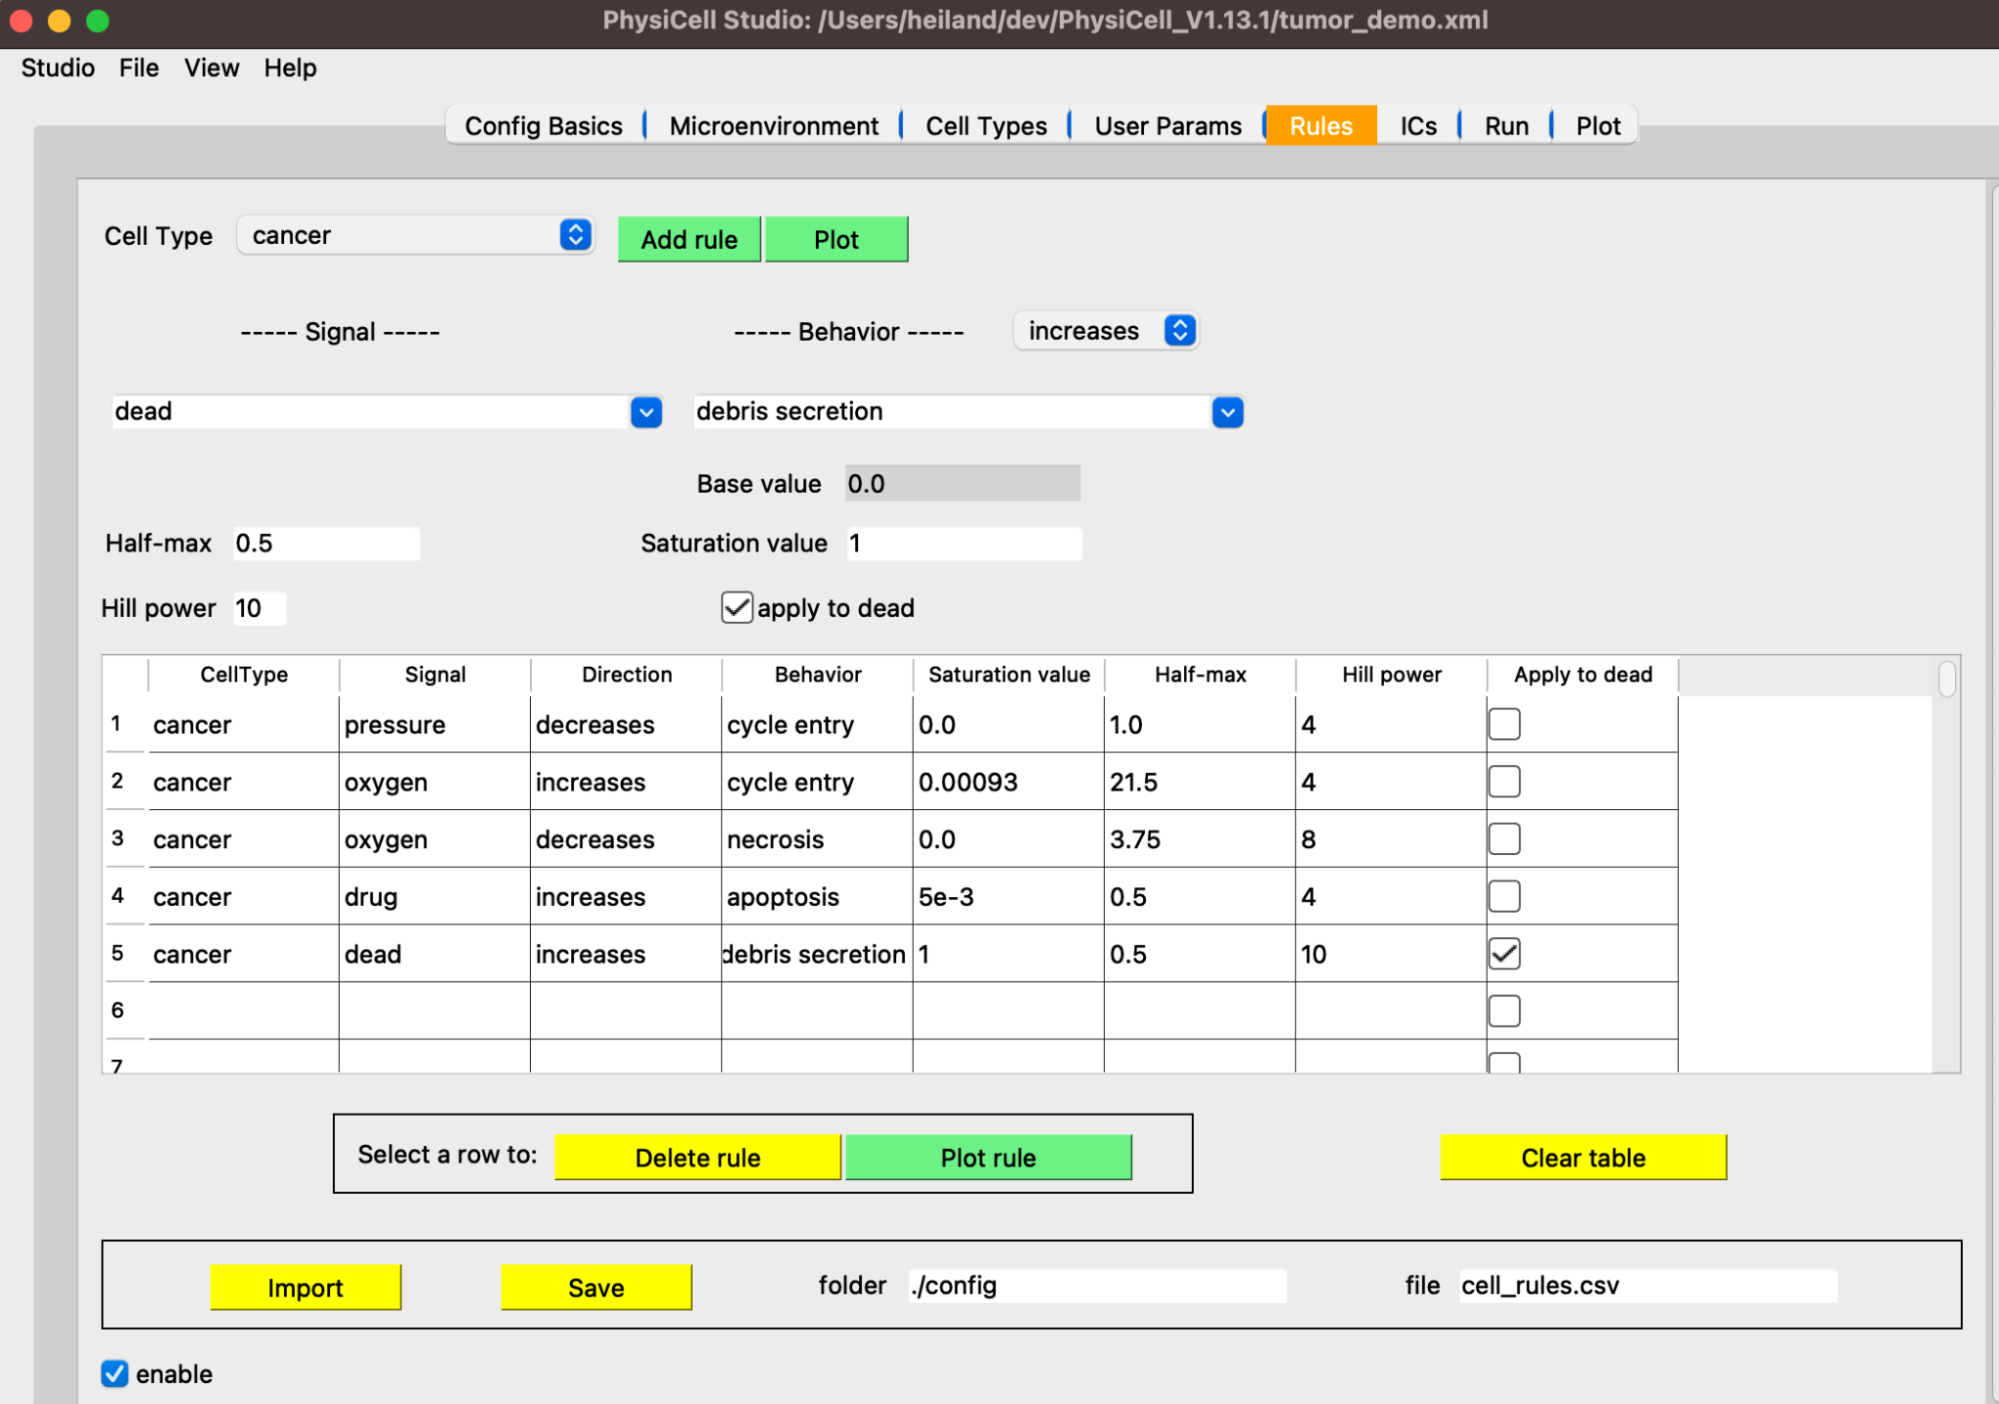 PhysiCell Studio: /Users/heiland/dev/PhysiCell_V1.13.1/tumor_demo.xml
Studio File View Help
Config Basics Microenvironment Cell Types User Params Rules ICs Run Plot
Cell Type cancer Add rule Plot
----- Signal ----- ----- Behavior ----- increases
dead debris secretion
Base value 0.0
Half-max 0.5 Saturation value 1
Hill power 10 apply to dead
CellType Signal Direction Behavior Saturation value Half-max Hill power Apply to dead
1 cancer pressure decreases cycle entry 0.0 1.0 4
2 cancer oxygen increases cycle entry 0.00093 21.5 4
3 cancer oxygen decreases necrosis 0.0 3.75 8
4 cancer drug increases apoptosis 5e-3 0.5 4
5 cancer dead increases debris secretion 1 0.5 10
6
7
Select a row to: Delete rule Plot rule Clear table
Import Save folder ./config file cell_rules.csv
enable